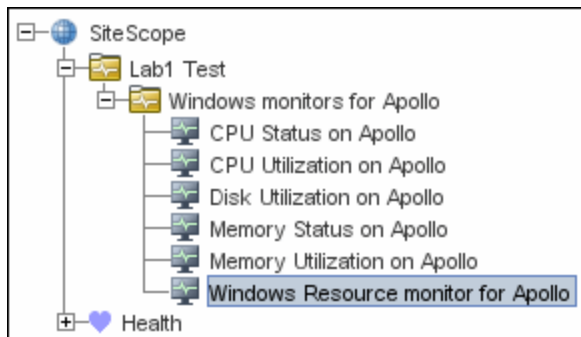 SiteScope
Lab1 Test
Windows monitors for Apollo
CPU Status on Apollo
CPU Utilization on Apollo
Disk Utilization on Apollo
Memory Status on Apollo
Memory Utilization on Apollo
Windows Resource monitor for Apollo
Health